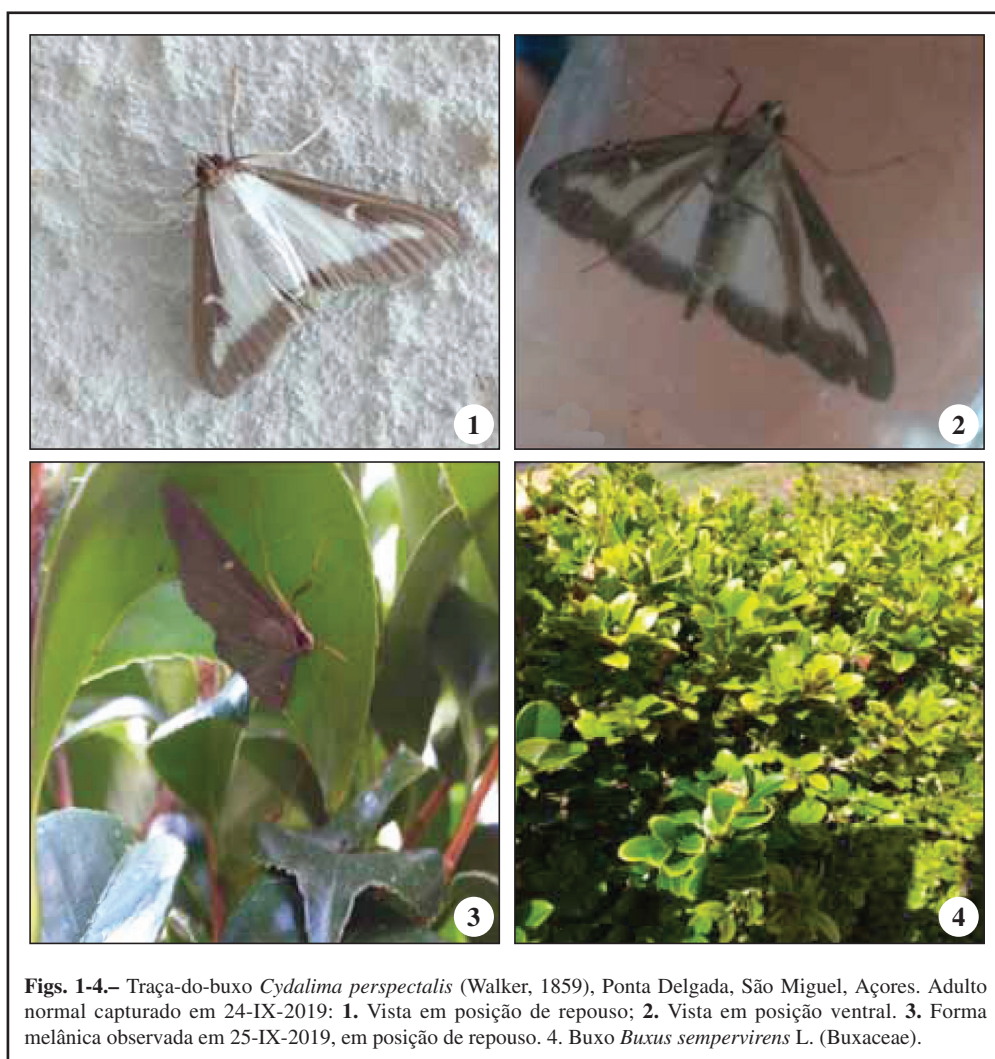 1
2
3
4
Figs. 1-4.– Traça-do-buxo Cydalima perspectalis (Walker, 1859), Ponta Delgada, São Miguel, Açores. Adulto
normal capturado em 24-IX-2019: 1. Vista em posição de repouso; 2. Vista em posição ventral. 3. Forma
melânica observada em 25-IX-2019, em posição de repouso. 4. Buxo Buxus sempervirens L. (Buxaceae).